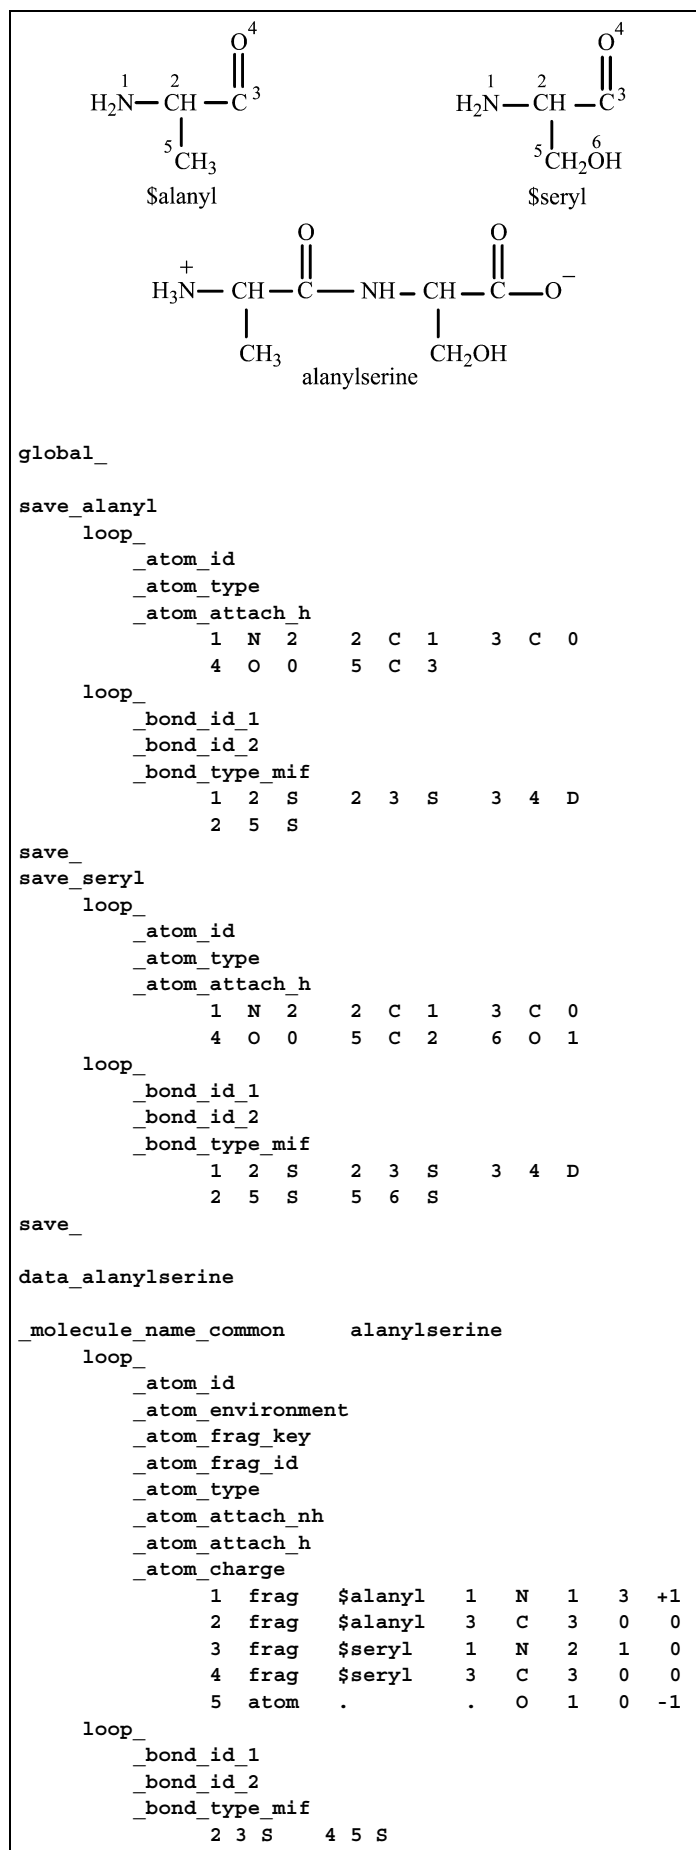 O4 O4
1 2 1 2
H2N CH C3 H2N CH C3
5 5 6
CH3 CH2OH
$alanyl $seryl
O O
+ −
H3N CH C NH CH C O
CH3 CH2OH
alanylserine
global_
save_alanyl
loop_
_atom_id
_atom_type
_atom_attach_h
1 N 2 2 C 1 3 C 0
4 O 0 5 C 3
loop_
_bond_id_1
_bond_id_2
_bond_type_mif
1 2 S 2 3 S 3 4 D
2 5 S
save_
save_seryl
loop_
_atom_id
_atom_type
_atom_attach_h
1 N 2 2 C 1 3 C 0
4 O 0 5 C 2 6 O 1
loop_
_bond_id_1
_bond_id_2
_bond_type_mif
1 2 S 2 3 S 3 4 D
2 5 S 5 6 S
save_
data_alanylserine
_molecule_name_common alanylserine
loop_
_atom_id
_atom_environment
_atom_frag_key
_atom_frag_id
_atom_type
_atom_attach_nh
_atom_attach_h
_atom_charge
1 frag $alanyl 1 N 1 3 +1
2 frag $alanyl 3 C 3 0 0
3 frag $seryl 1 N 2 1 0
4 frag $seryl 3 C 3 0 0
5 atom . . O 1 0 -1
loop_
_bond_id_1
_bond_id_2
_bond_type_mif
2 3 S 4 5 S